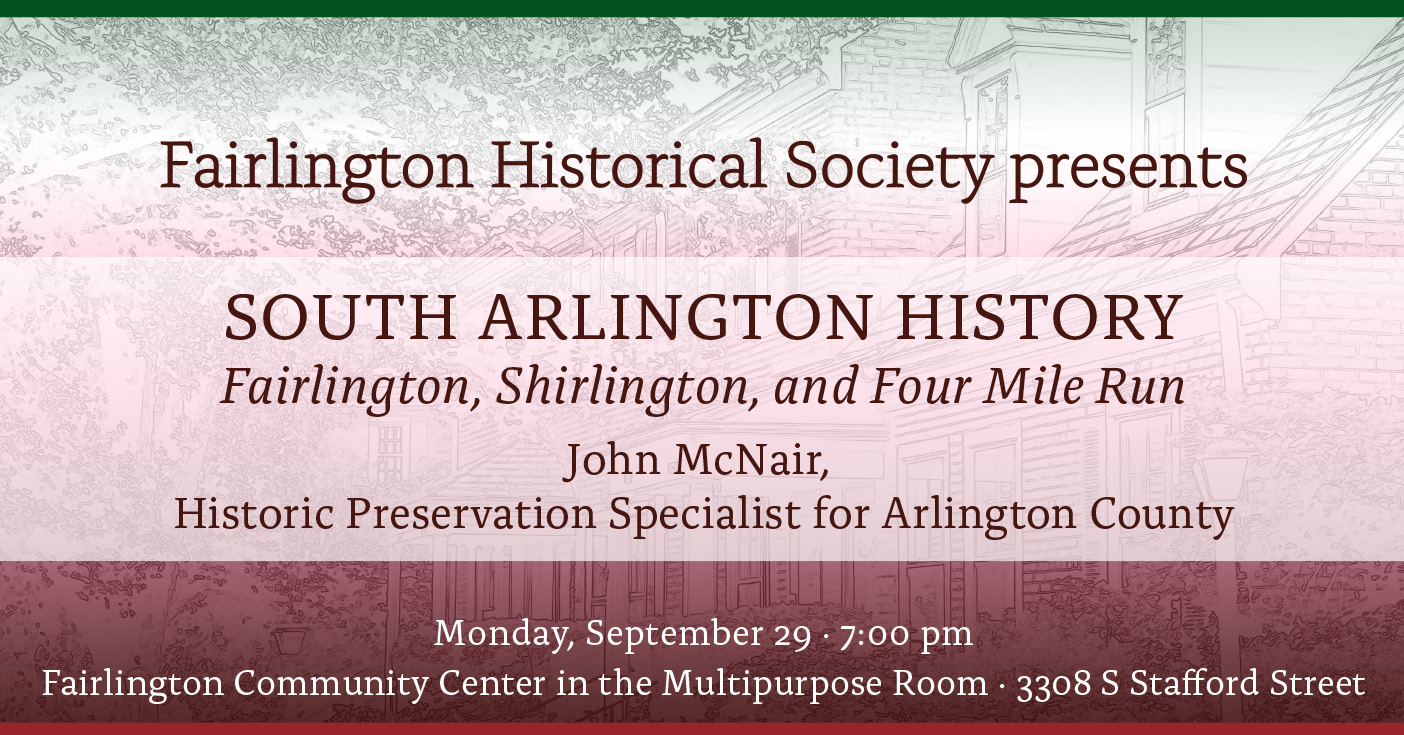 Fairlington Historical Society presents
SOUTH ARLINGTON HISTORY
Fairlington, Shirlington, and Four Mile Run
John McNair,
Historic Preservation Specialist for Arlington County
Monday, September 29 · 7:00 pm
Fairlington Community Center in the Multipurpose Room · 3308 S Stafford Street